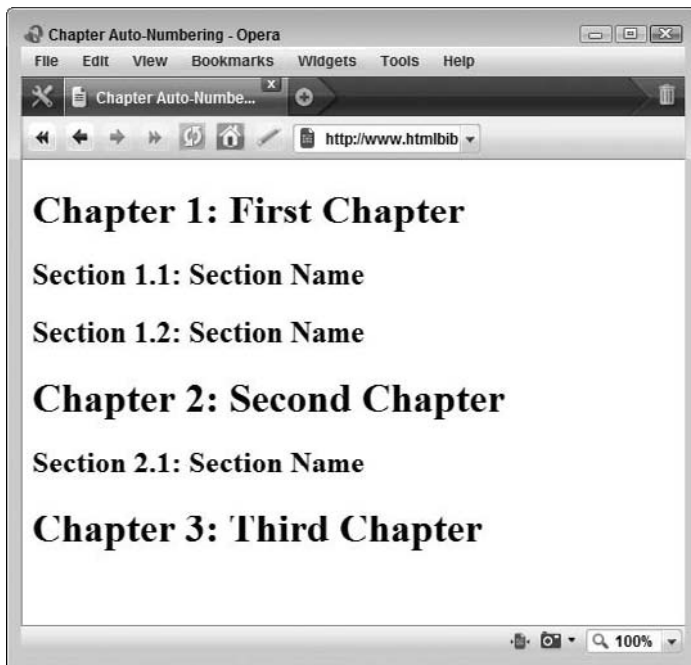 Chapter Auto-Numbering - Opera
File Edit View Bookmarks Widgets Tools Help
Chapter Auto-Numbe...
http://www.htmlbib
Chapter 1: First Chapter
Section 1.1: Section Name
Section 1.2: Section Name
Chapter 2: Second Chapter
Section 2.1: Section Name
Chapter 3: Third Chapter
100%